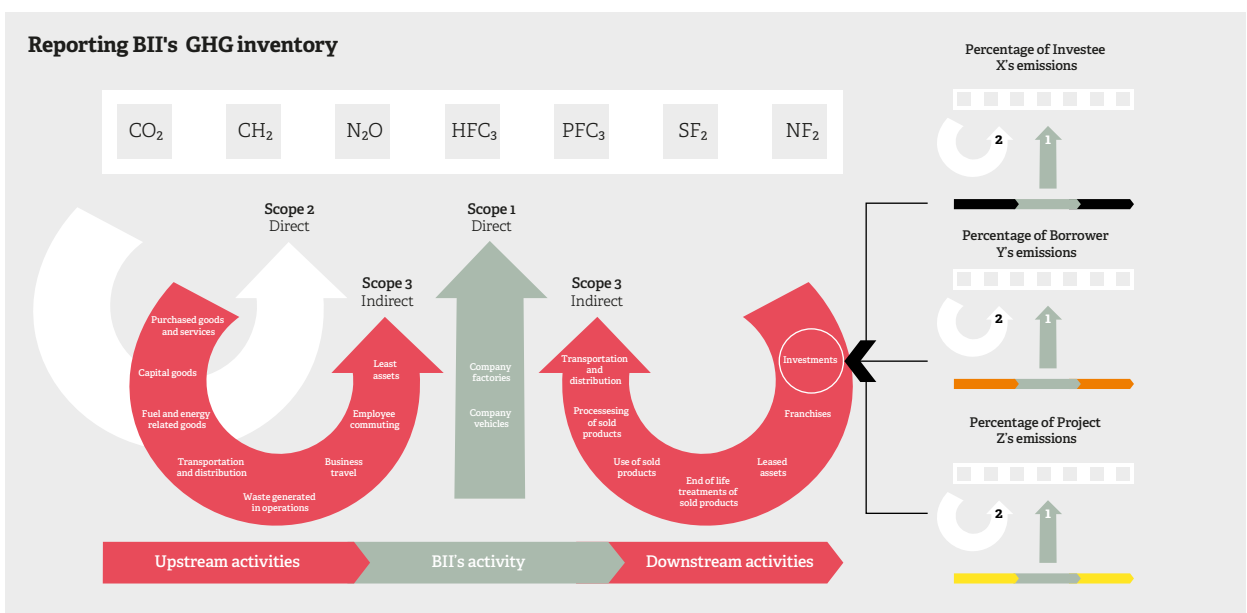 Reporting BII's GHG inventory
CO₂
CH₂
N₂O
HFC₃
PFC₃
SF₂
NF₂
Scope 2
Direct
Scope 1
Direct
Scope 3
Indirect
Scope 3
Indirect
Purchased goods
and services
Capital goods
Fuel and energy
related goods
Transportation
and distribution
Waste generated
in operations
Business
travel
Employee
commuting
Least
assets
Company
factories
Company
vehicles
Transportation
and
distribution
Processesing
of sold
products
Use of sold
products
End of life
treatments of
sold products
Leased
assets
Franchises
Investments
Upstream activities
BII's activity
Downstream activities
Percentage of Investee
X's emissions
2
1
Percentage of Borrower
Y's emissions
2
1
Percentage of Project
Z's emissions
2
1